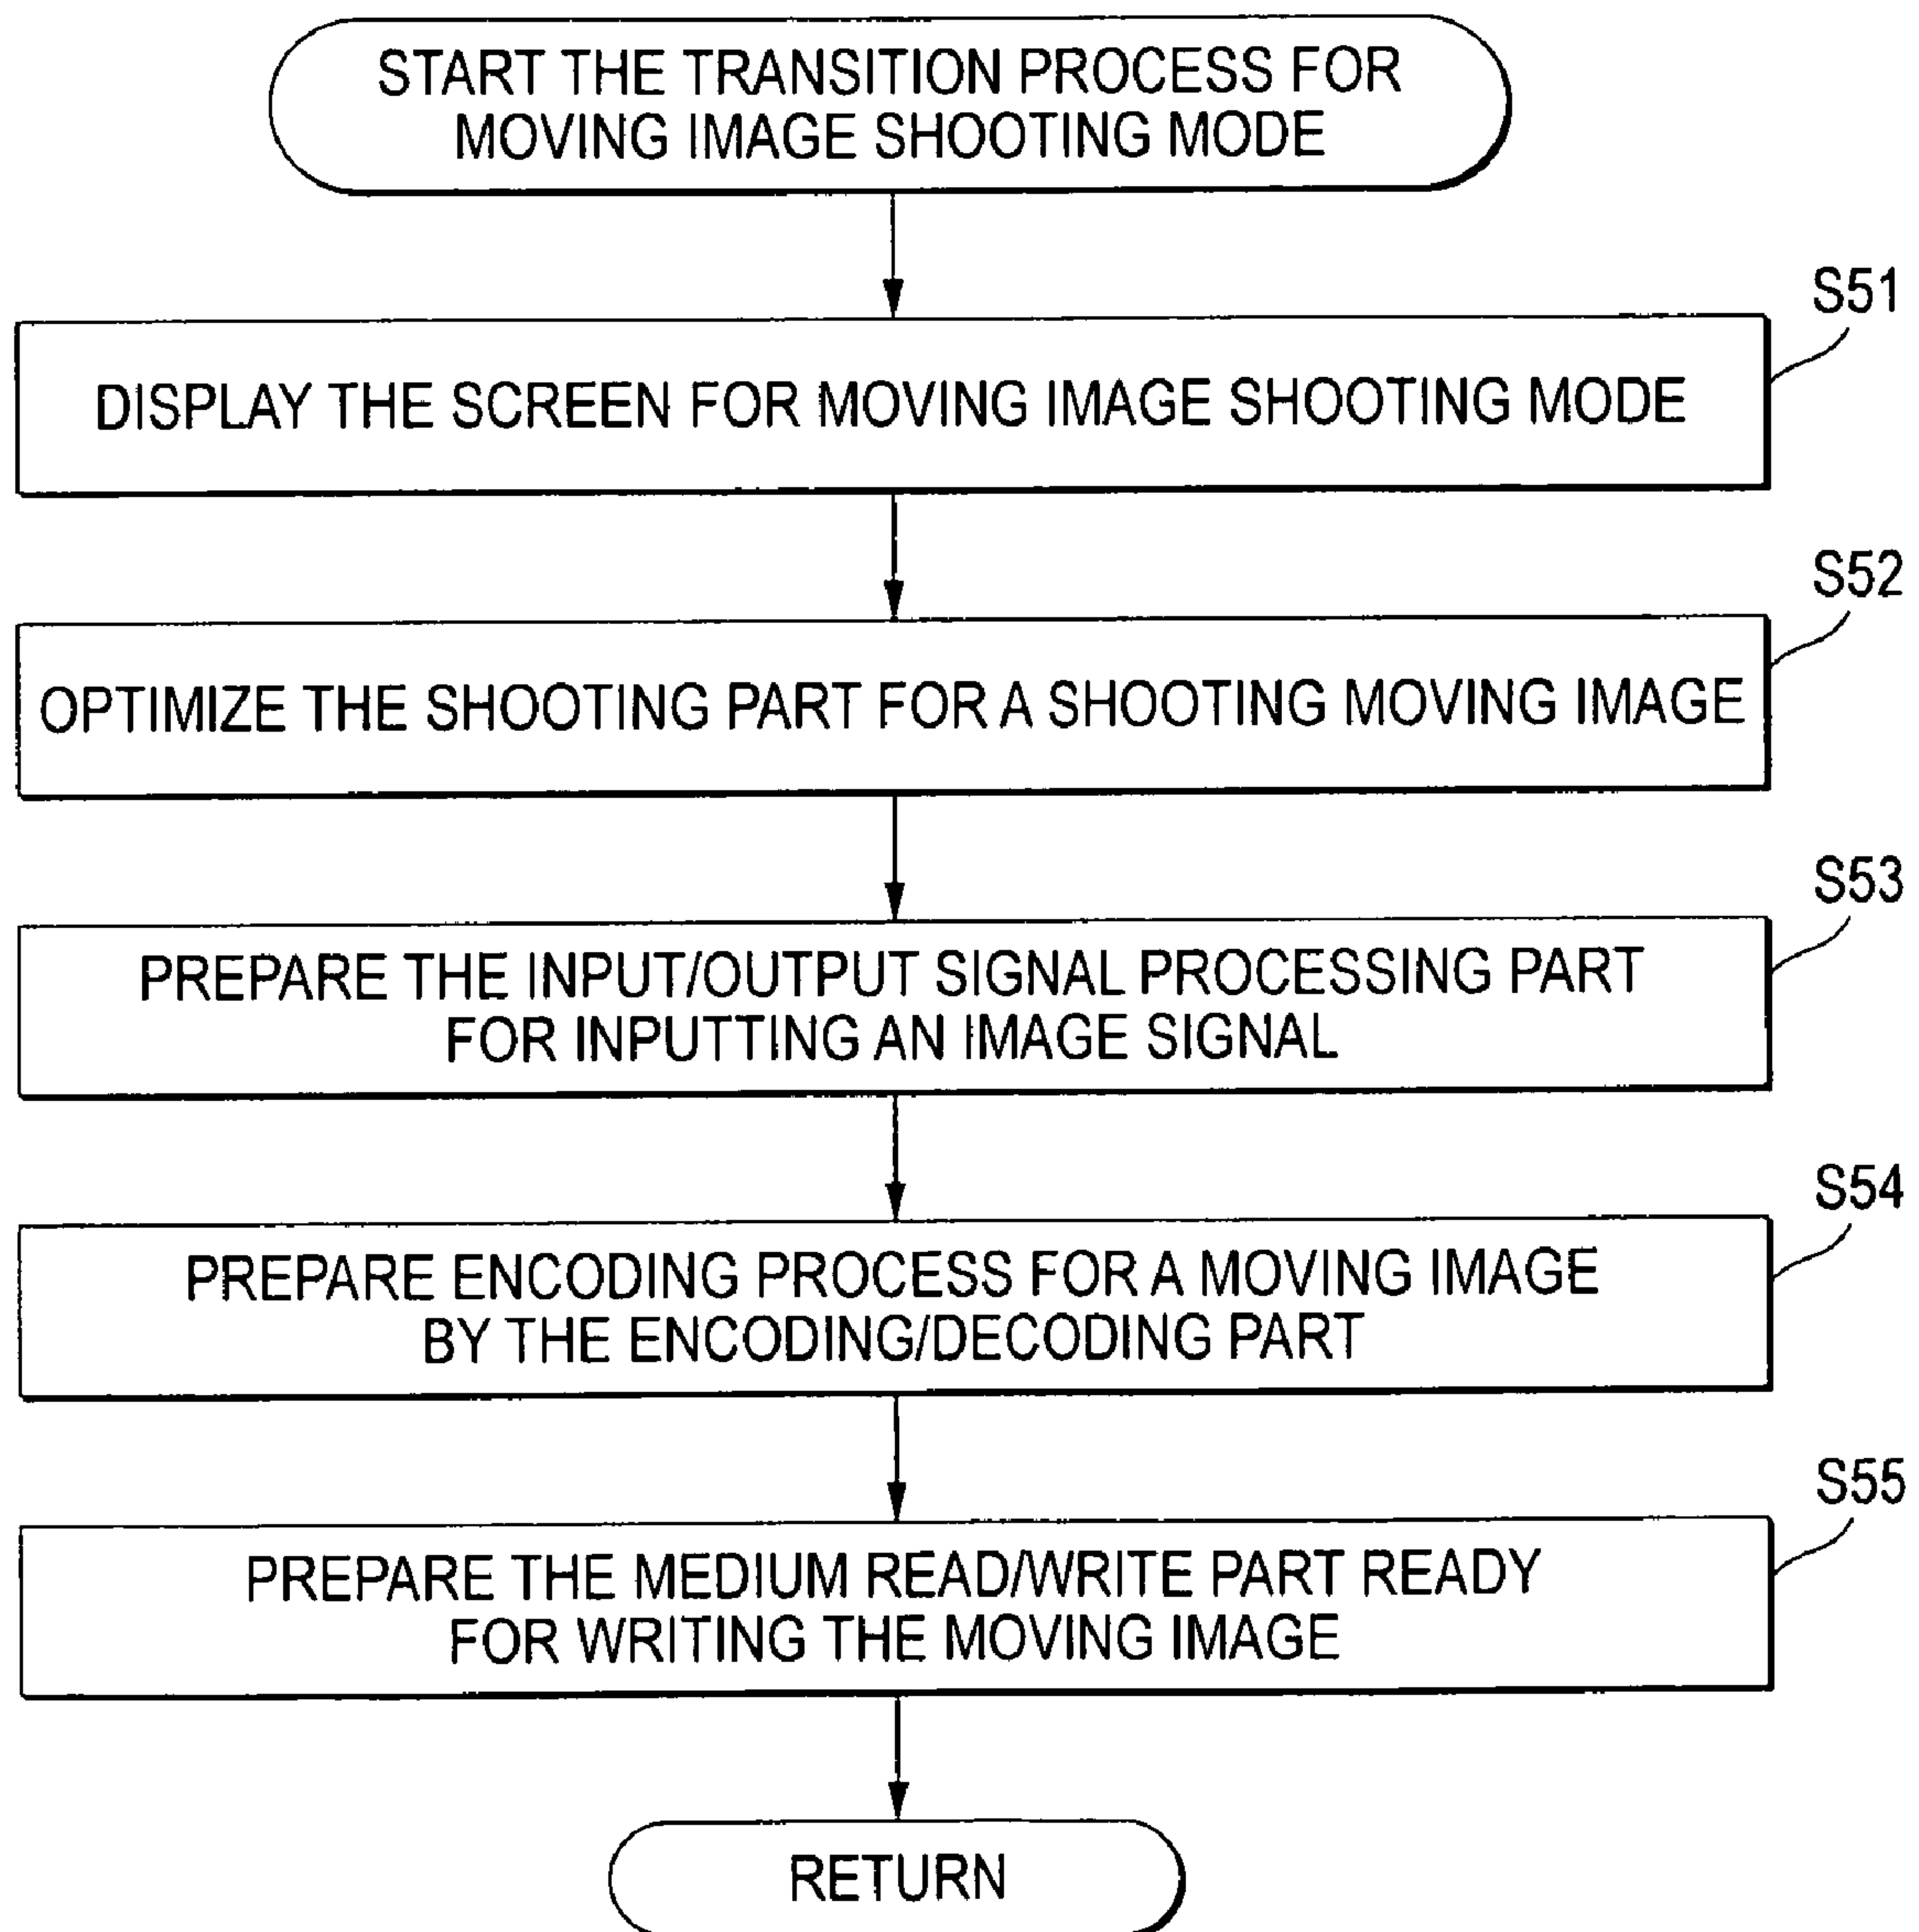 START THE TRANSITION PROCESS FOR
MOVING IMAGE SHOOTING MODE
S51
DISPLAY THE SCREEN FOR MOVING IMAGE SHOOTING MODE
S52
OPTIMIZE THE SHOOTING PART FOR A SHOOTING MOVING IMAGE
S53
PREPARE THE INPUT/OUTPUT SIGNAL PROCESSING PART
FOR INPUTTING AN IMAGE SIGNAL
S54
PREPARE ENCODING PROCESS FOR A MOVING IMAGE
BY THE ENCODING/DECODING PART
S55
PREPARE THE MEDIUM READ/WRITE PART READY
FOR WRITING THE MOVING IMAGE
RETURN